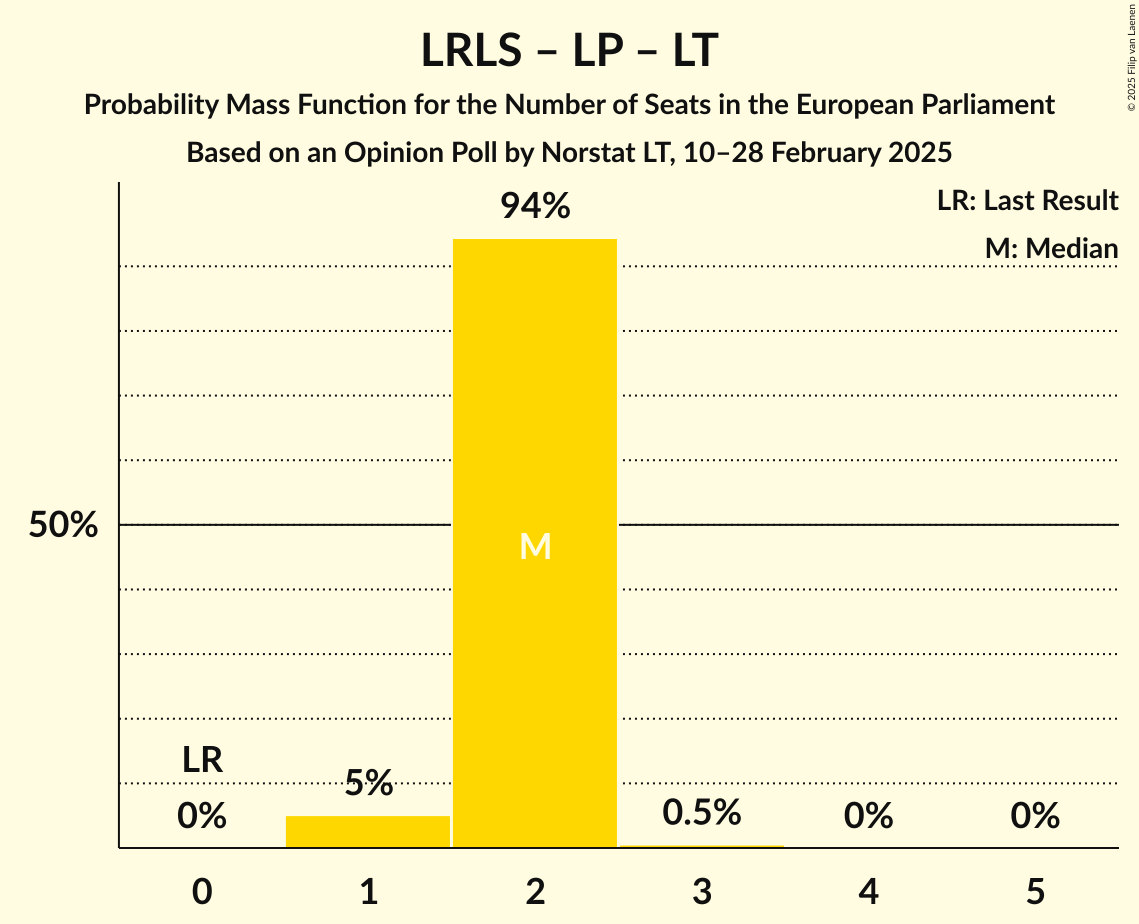 LRLS – LP – LT
Probability Mass Function for the Number of Seats in the European Parliament
Based on an Opinion Poll by Norstat LT, 10–28 February 2025
© 2025 Filip van Laenen
LR: Last Result
M: Median
94%
50%
M
LR
0%
5%
0.5%
0%
0%
0 1 2 3 4 5